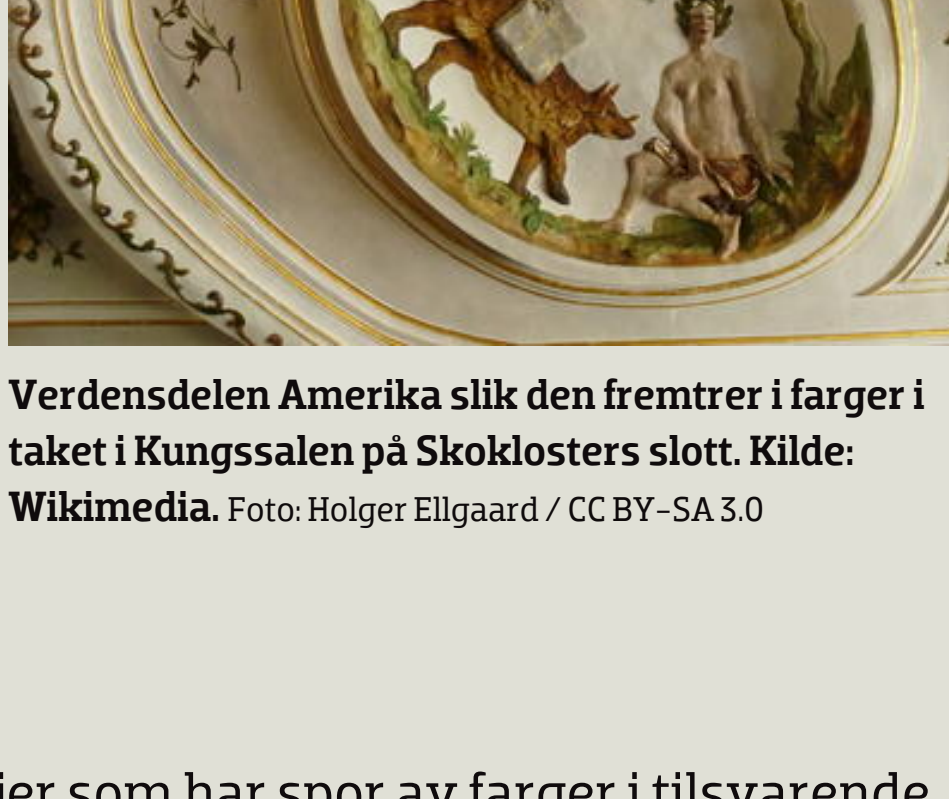 Verdensdelen Amerika slik den fremtrer i farger i
taket i Kungssalen på Skoklosters slott. Kilde:
Wikimedia. Foto: Holger Ellgaard / CC BY-SA 3.0
som har spor av farger i tilsvarende